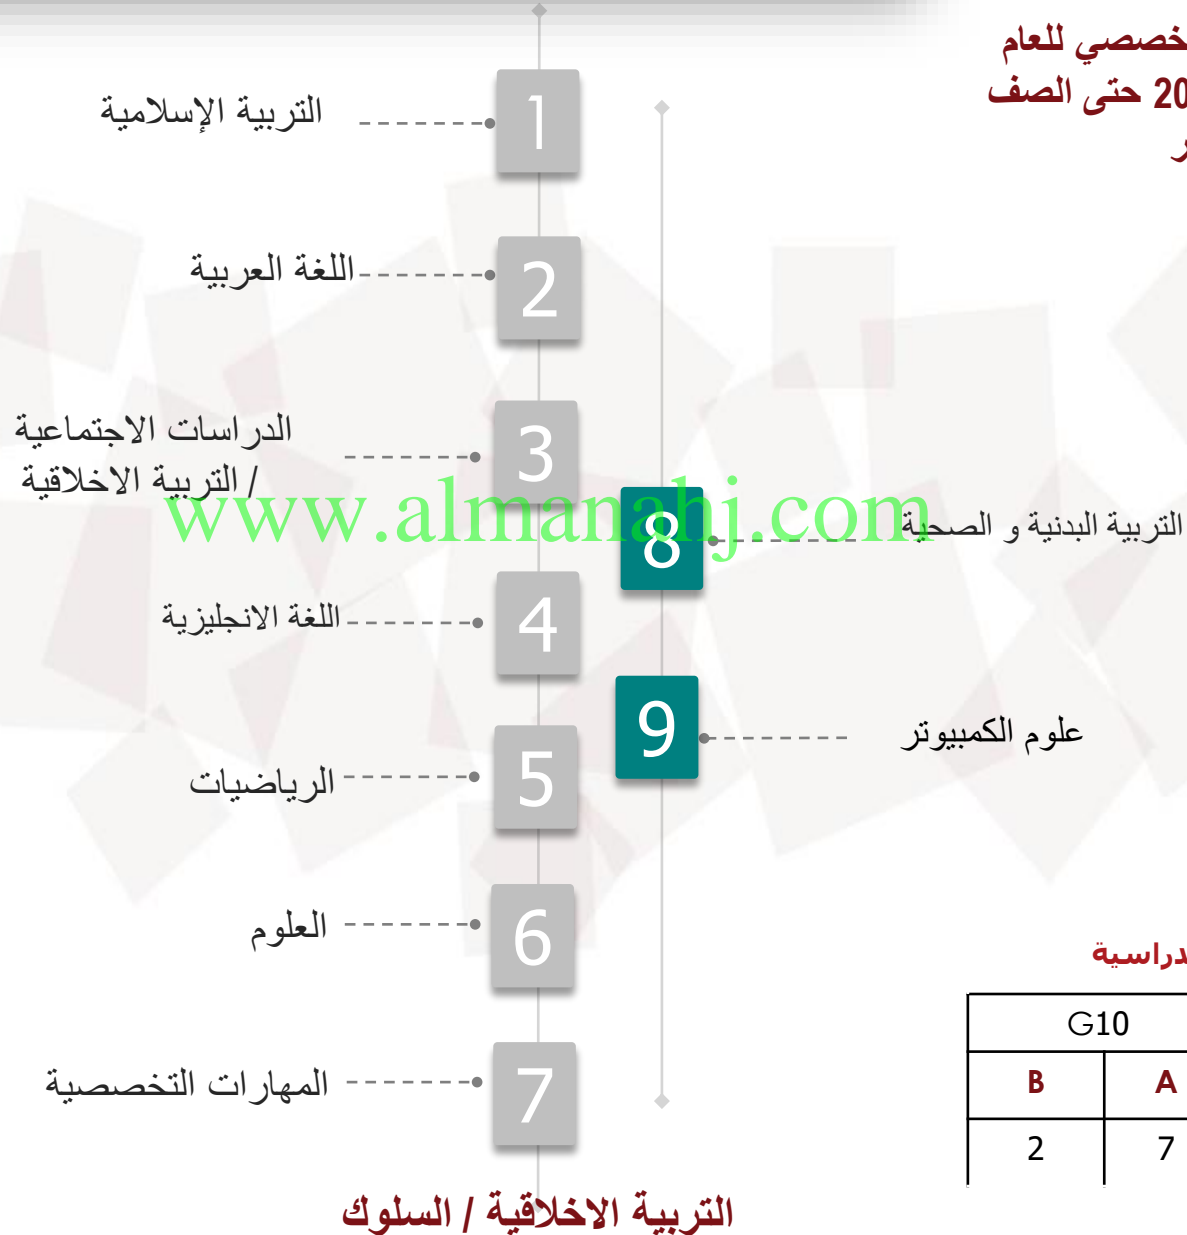 للعام
20 حتى الصف
1
التربية الإسلامية
2
اللغة العربية
3
الدراسات الاجتماعية
/ التربية الاخلاقية
www.almanahj.com
8
التربية البدنية و الصحية
4
اللغة الانجليزية
9
علوم الكمبيوتر
5
الرياضيات
6
العلوم
7
المهارات التخصصية
G10
B A
2 7
التربية الاخلاقية / السلوك